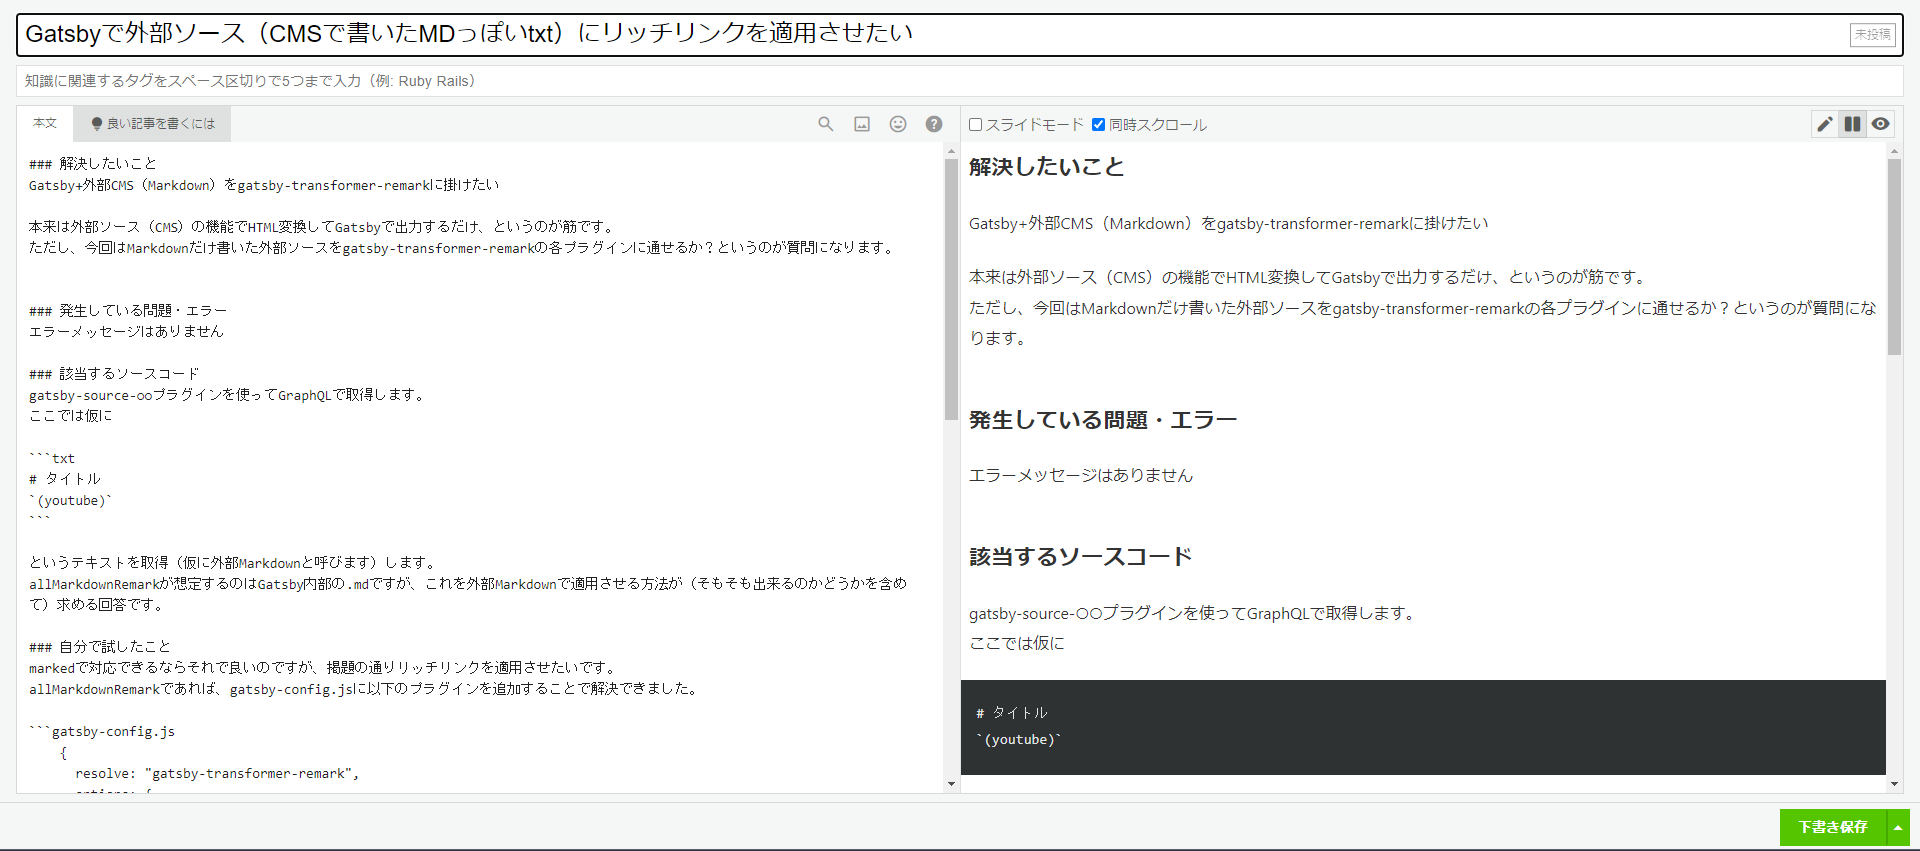 Gatsbyで外部ソース（CMSで書いたMDっぽいtxt）にリッチリンクを適用させたい
未投稿
知識に関連するタグをスペース区切りで5つまで入力（例: Ruby Rails）
本文
良い記事を書くには
スライドモード
同時スクロール
### 解決したいこと
Gatsby+外部CMS（Markdown）をgatsby-transformer-remarkに掛けたい
本来は外部ソース（CMS）の機能でHTML変換してGatsbyで出力するだけ、というのが筋です。
ただし、今回はMarkdownだけ書いた外部ソースをgatsby-transformer-remarkの各プラグインに通せるか？というのが質問になります。
### 発生している問題・エラー
エラーメッセージはありません
### 該当するソースコード
gatsby-source-○○プラグインを使ってGraphQLで取得します。
ここでは仮に
```txt
# タイトル
`(youtube)`
```
というテキストを取得（仮に外部Markdownと呼びます）します。
allMarkdownRemarkが想定するのはGatsby内部の.mdですが、これを外部Markdownで適用させる方法が（そもそも出来るのかどうかを含め
て）求める回答です。
### 自分で試したこと
markedで対応できるならそれで良いのですが、掲題の通りリッチリンクを適用させたいです。
allMarkdownRemarkであれば、gatsby-config.jsに以下のプラグインを追加することで解決できました。
```gatsby-config.js
{
resolve: "gatsby-transformer-remark",
解決したいこと
Gatsby+外部CMS（Markdown）をgatsby-transformer-remarkに掛けたい
本来は外部ソース（CMS）の機能でHTML変換してGatsbyで出力するだけ、というのが筋です。
ただし、今回はMarkdownだけ書いた外部ソースをgatsby-transformer-remarkの各プラグインに通せるか？というのが質問にな
ります。
発生している問題・エラー
エラーメッセージはありません
該当するソースコード
gatsby-source-○○プラグインを使ってGraphQLで取得します。
ここでは仮に
# タイトル
`(youtube)`
下書き保存